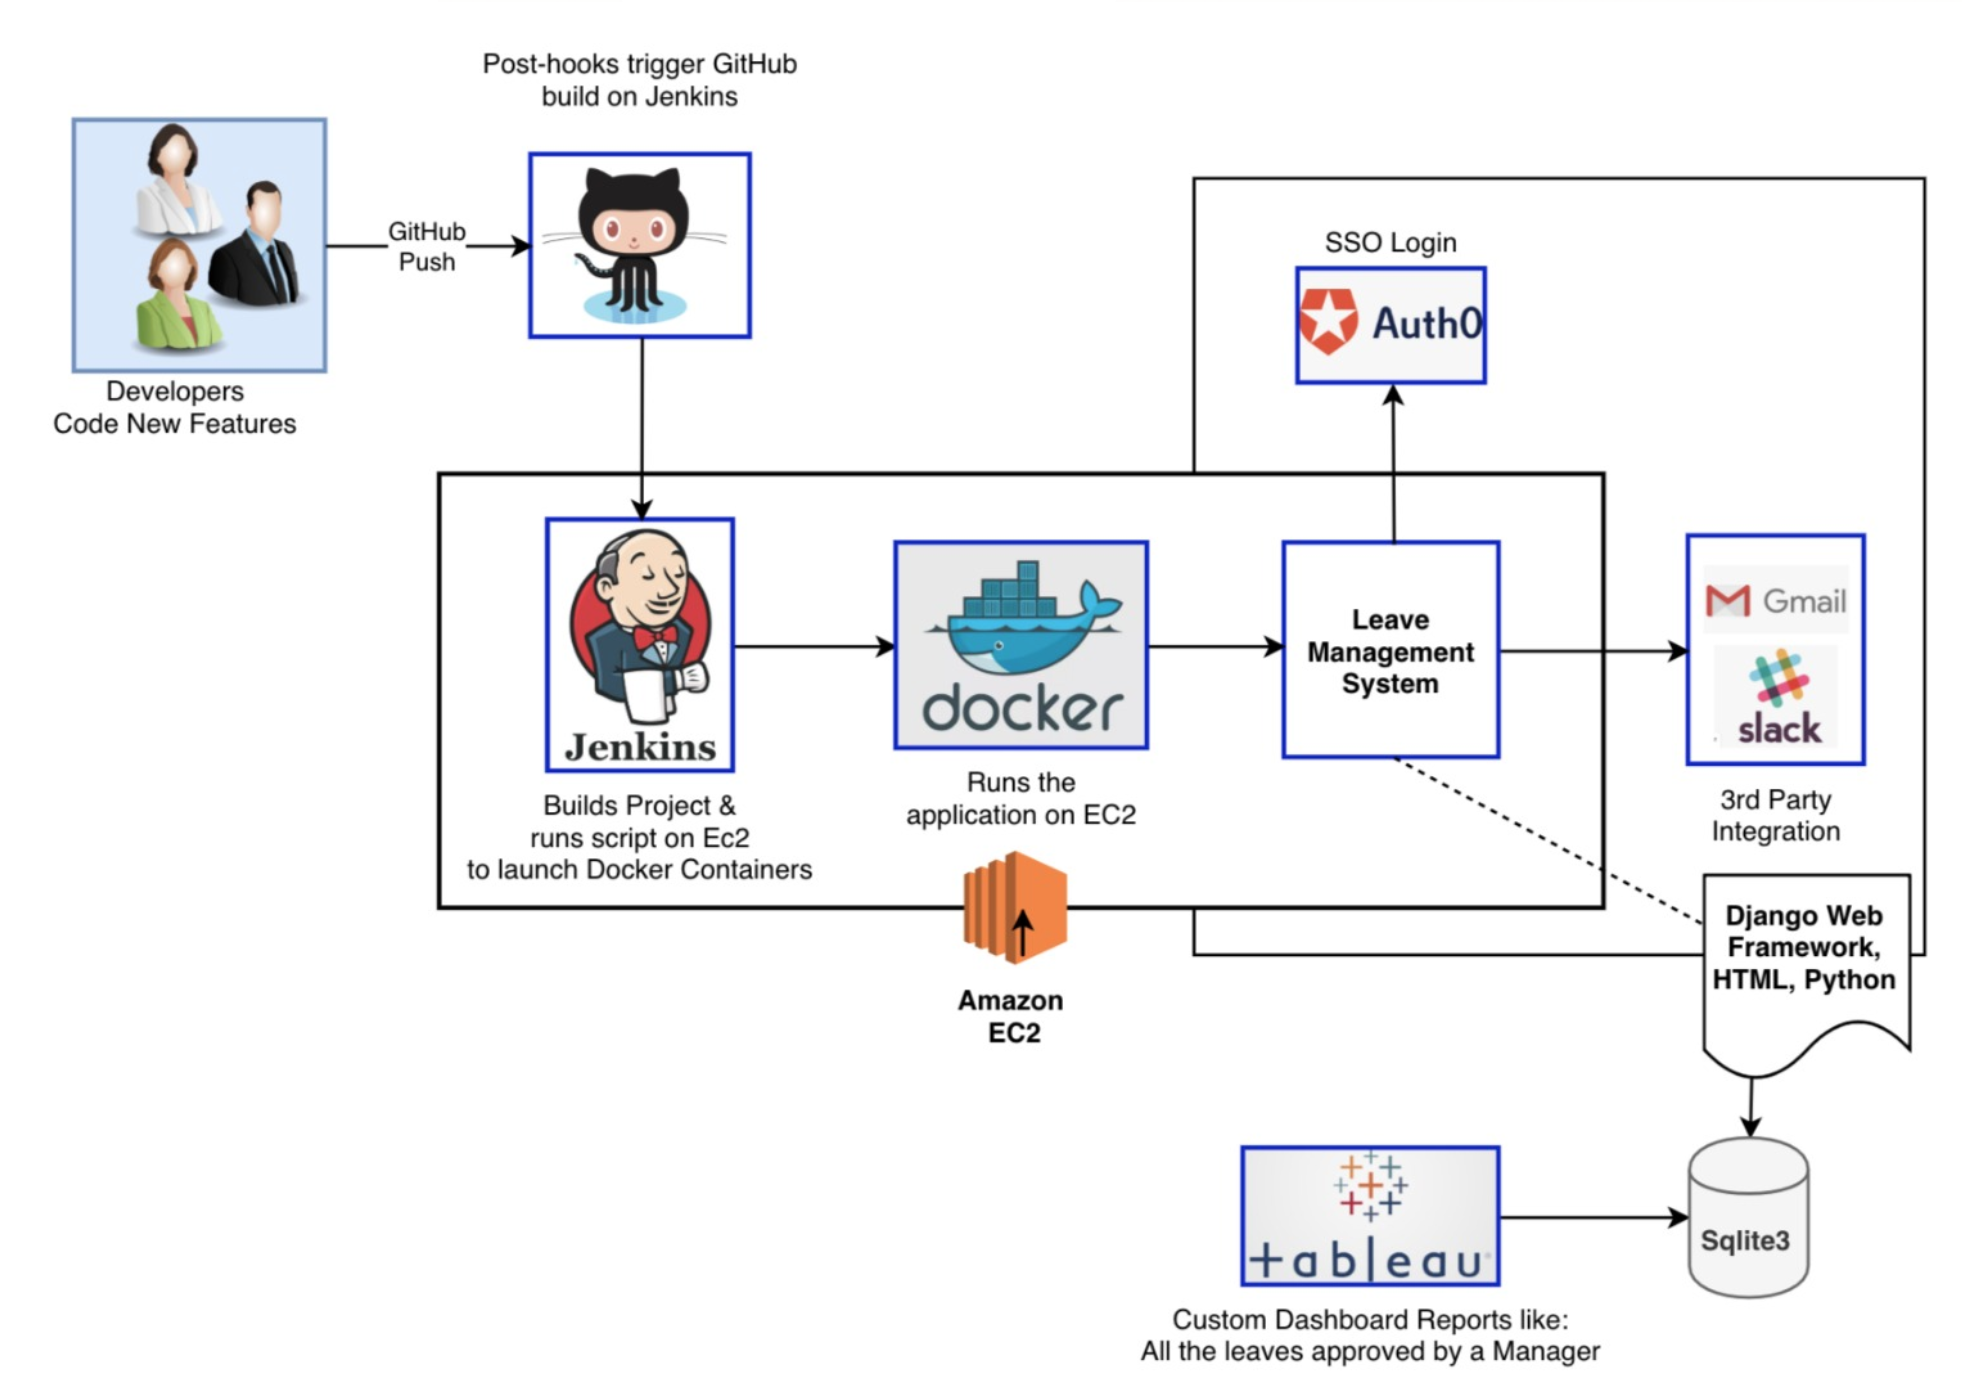 Post-hooks trigger GitHub
build on Jenkins
GitHub
Push
Developers
Code New Features
SSO Login
Auth0
Jenkins
Builds Project &
runs script on Ec2
to launch Docker Containers
docker
Runs the
application on EC2
Leave
Management
System
Gmail
slack
3rd Party
Integration
Amazon
EC2
Django Web
Framework,
HTML, Python
Sqlite3
+ableau
Custom Dashboard Reports like:
All the leaves approved by a Manager